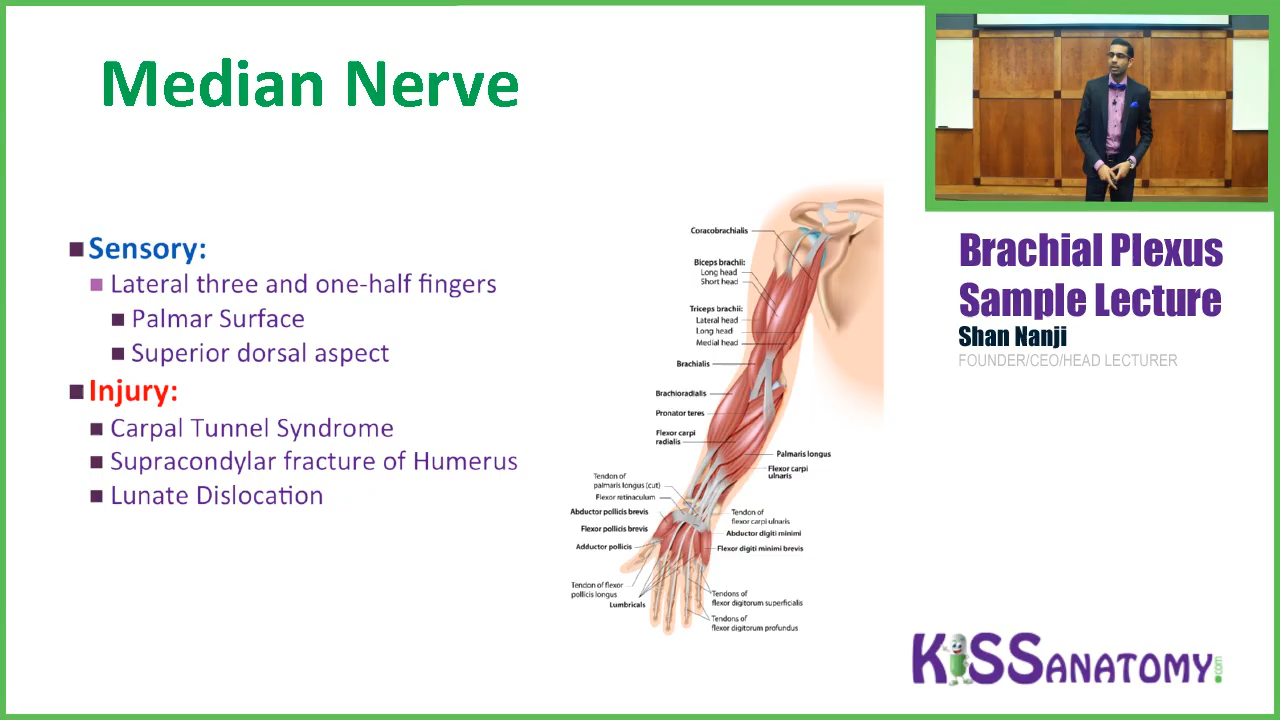 Median Nerve
Sensory:
Lateral three and one-half fingers
Palmar Surface
Superior dorsal aspect
Injury:
Carpal Tunnel Syndrome
Supracondylar fracture of Humerus
Lunate Dislocation
Coracobrachialis
Biceps brachii:
Long head
Short head
Triceps brachii:
Lateral head
Long head
Medial head
Brachialis
Brachioradialis
Pronator teres
Flexor carpi
radialis
Palmaris longus
Flexor carpi
ulnaris
Tendon of
palmaris longus (cut)
Flexor retinaculum
Abductor pollicis brevis
Flexor pollicis brevis
Adductor pollicis
Tendon of
flexor carpi ulnaris
Abductor digiti minimi
Flexor digiti minimi brevis
Tendon of flexor
pollicis longus
Lumbricals
Tendons of
flexor digitorum superficialis
Tendons of
flexor digitorum profundus
Brachial Plexus
Sample Lecture
Shan Nanji
FOUNDER/CEO/HEAD LECTURER
KiSSANATOMY.com